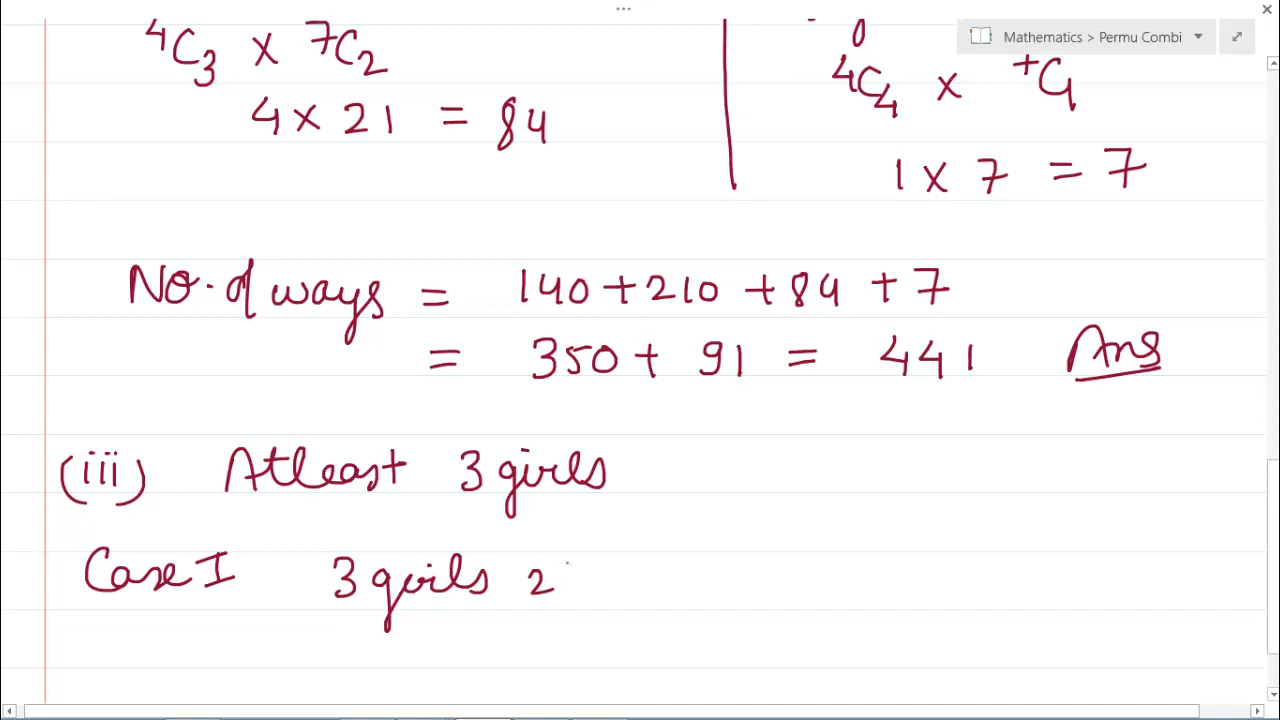 Mathematics > Permu Combi
⁴C₃ × ⁷C₂
4 × 21 = 84
⁴C₄ × ⁷C₁
1 × 7 = 7
No. of ways = 140 + 210 + 84 + 7
= 350 + 91 = 441 Ans
(iii) Atleast 3 girls
Case I 3 girls 2